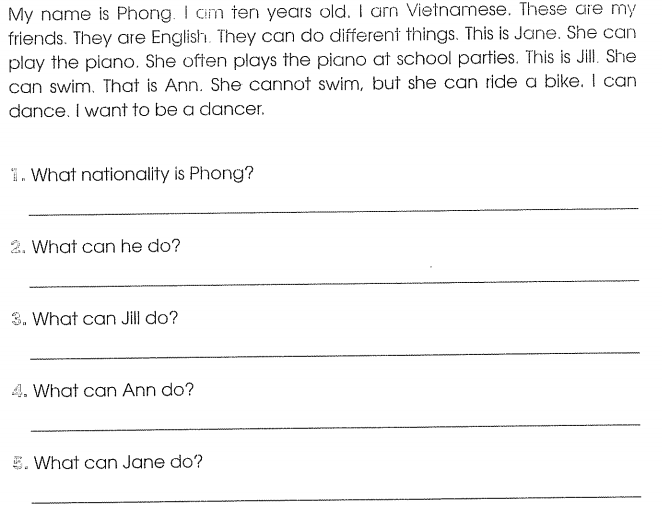 My name is Phong. I am ten years old. I am Vietnamese. These are my
friends. They are English. They can do different things. This is Jane. She can
play the piano. She often plays the piano at school parties. This is Jill. She
can swim. That is Ann. She cannot swim, but she can ride a bike. I can
dance. I want to be a dancer.
1. What nationality is Phong?
2. What can he do?
3. What can Jill do?
4. What can Ann do?
5. What can Jane do?